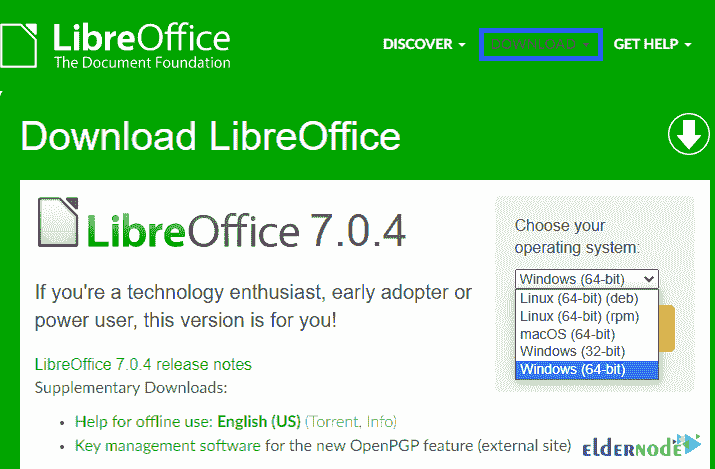 LibreOffice
The Document Foundation
DISCOVER
DOWNLOAD
GET HELP
Download LibreOffice
LibreOffice 7.0.4
If you're a technology enthusiast, early adopter or
power user, this version is for you!
LibreOffice 7.0.4 release notes
Supplementary Downloads:
Help for offline use: English (US) (Torrent, Info)
Key management software for the new OpenPGP feature (external site)
Choose your
operating system:
Windows (64-bit)
Linux (64-bit) (deb)
Linux (64-bit) (rpm)
macOS (64-bit)
Windows (32-bit)
Windows (64-bit)
ELDERNODE